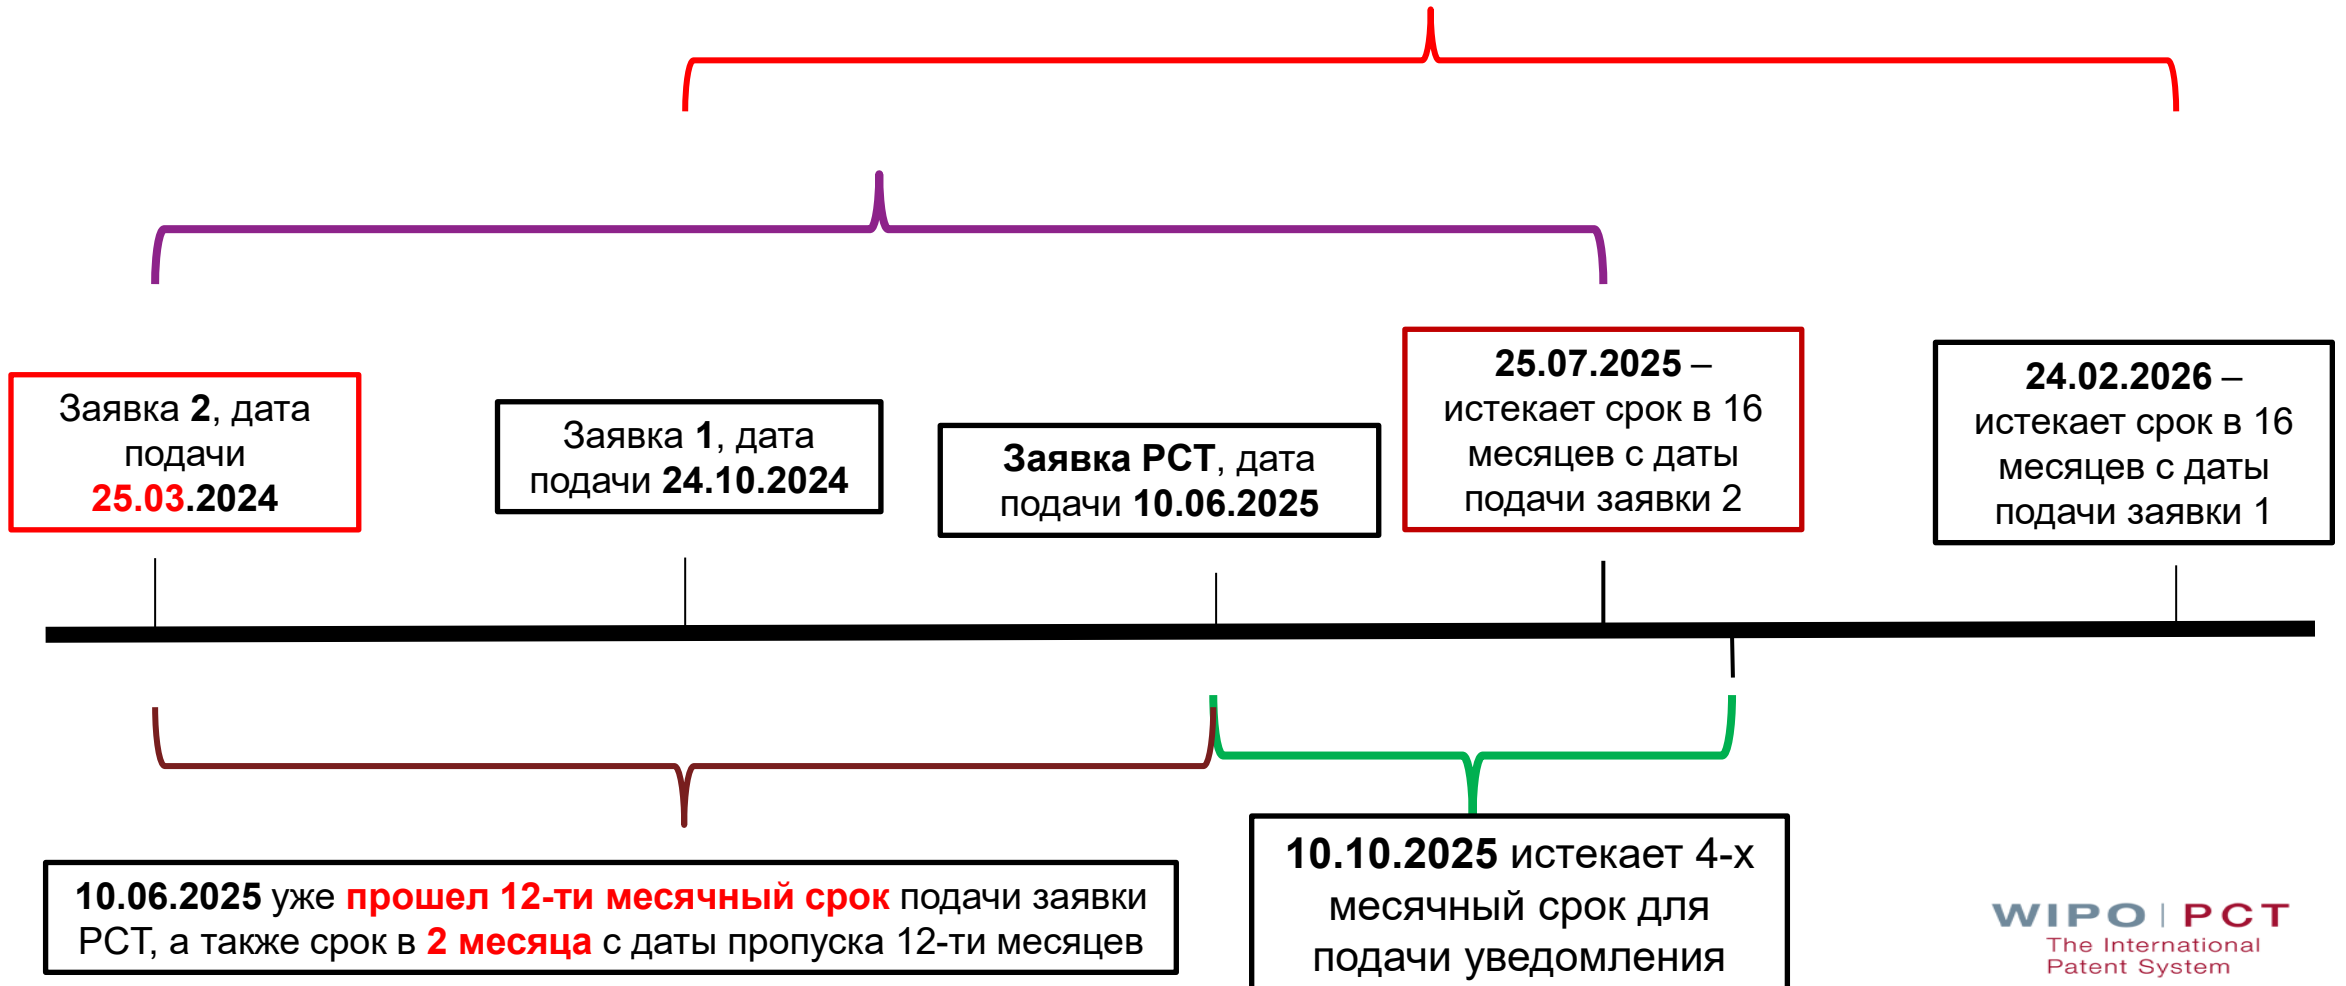 Заявка 2, дата
подачи
25.03.2024
Заявка 1, дата
подачи 24.10.2024
Заявка PCT, дата
подачи 10.06.2025
25.07.2025 –
истекает срок в 16
месяцев с даты
подачи заявки 2
24.02.2026 –
истекает срок в 16
месяцев с даты
подачи заявки 1
10.06.2025 уже прошел 12-ти месячный срок подачи заявки
PCT, а также срок в 2 месяца с даты пропуска 12-ти месяцев
10.10.2025 истекает 4-х
месячный срок для
подачи уведомления
WIPO | PCT
The International
Patent System